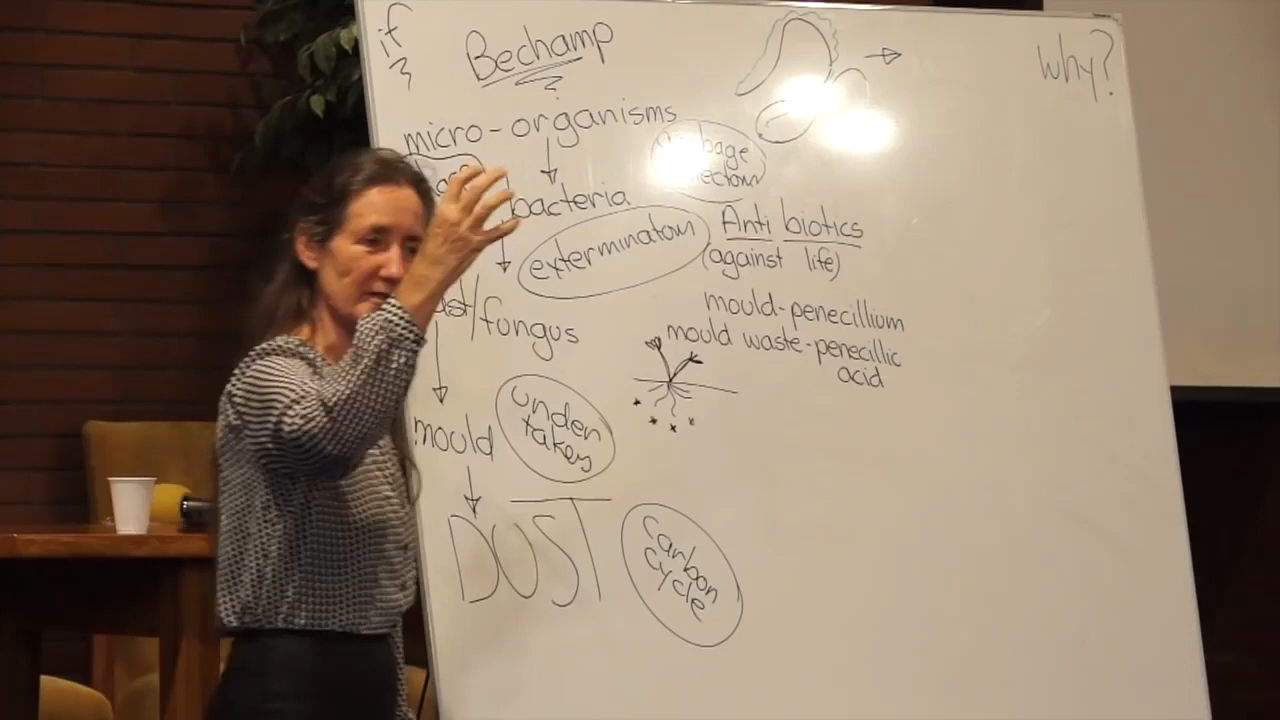 if
Bechamp
why?
micro-organisms
bacteria
exterminators
Anti biotics
(against life)
/fungus
mould-penecillium
mould waste-penecillic
acid
mould
under
takers
DUST
carbon
cycle